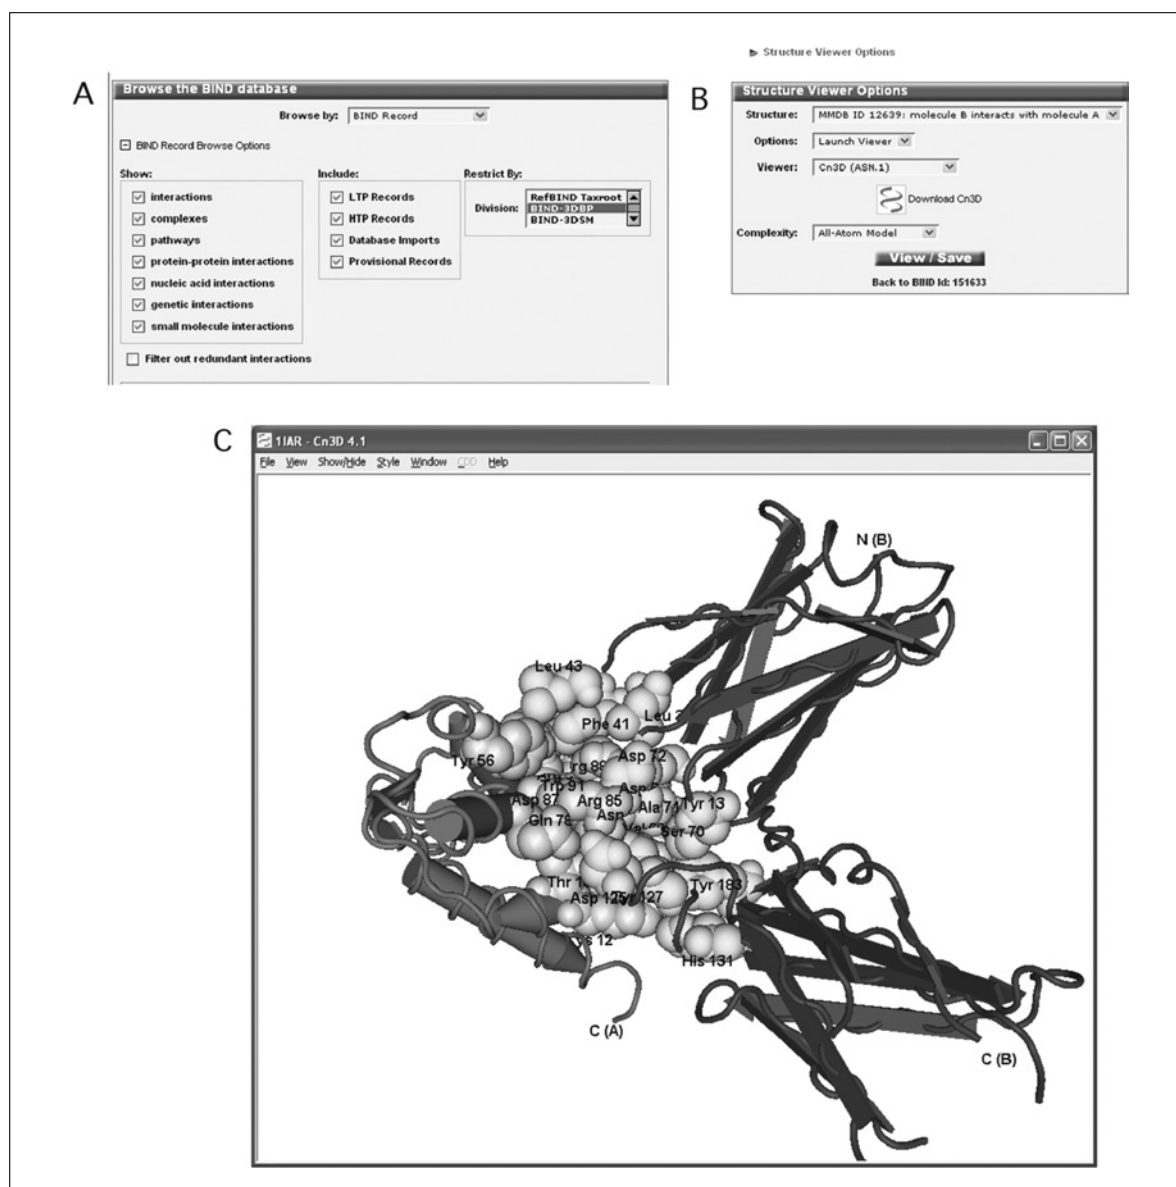 A
Browse the BIND database
Browse by: BIND Record
BIND Record Browse Options
Show:
interactions
complexes
pathways
protein-protein interactions
nucleic acid interactions
genetic interactions
small molecule interactions
Filter out redundant interactions
Include:
LTP Records
HTP Records
Database Imports
Provisional Records
Restrict By:
Division:
RefBIND Taxroot
BIND-3DBP
BIND-3DSM
Structure Viewer Options
B
Structure Viewer Options
Structure: MMDB ID 12639: molecule B interacts with molecule A
Options: Launch Viewer
Viewer: Cn3D (ASN.1)
Download Cn3D
Complexity: All-Atom Model
View / Save
Back to BIND Id: 151633
C
1IAR - Cn3D 4.1
File View Show/Hide Style Window CDD Help
N (B)
Leu 43
Phe 41
Leu
Tyr 56
Asp 72
Trp 91
Asp 87
Arg 85
Asn
Ala 71
Tyr 13
Gln 78
Ser 70
Thr
Asp 125
127
Tyr 183
His 131
C (A)
C (B)